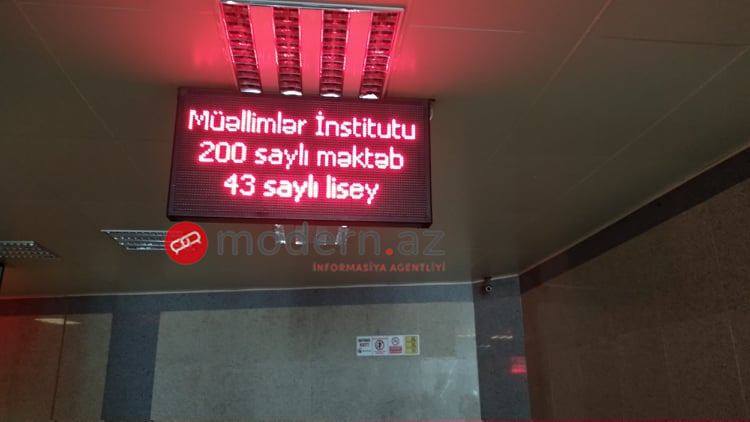 Müəllimlər İnstitutu
200 saylı məktəb
43 saylı lisey
modern.az
İNFORMASİYA AGENTLİYİ